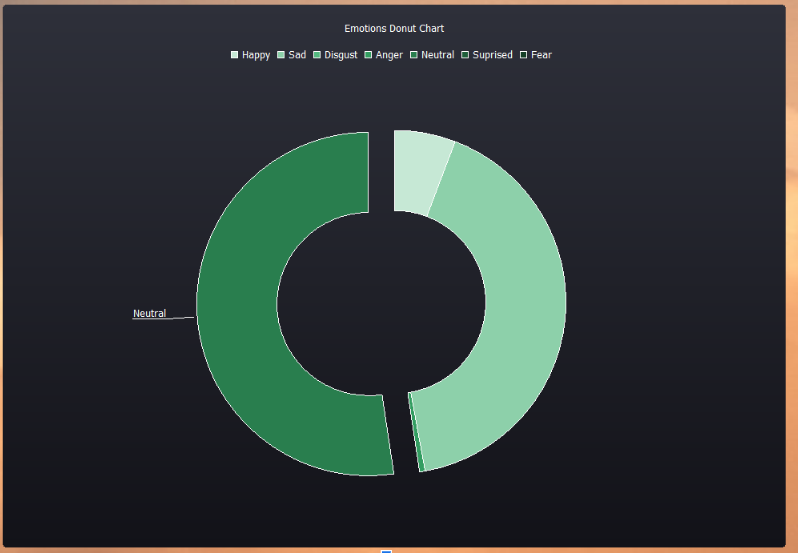 Emotions Donut Chart
Happy Sad Disgust Anger Neutral Suprised Fear
Neutral